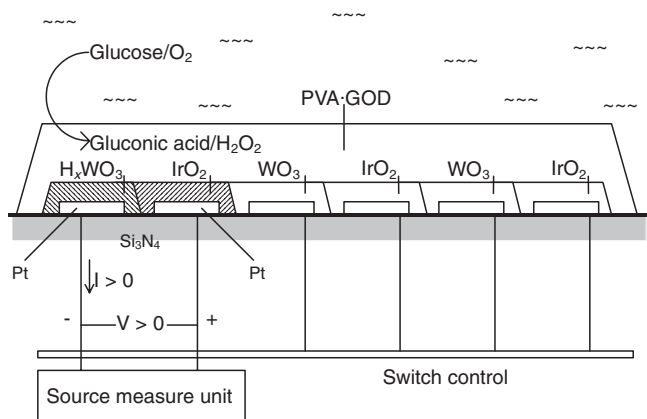 ~~~ ~~~
~~~
Glucose/O₂
~~~
~~~ ~~~ ~~~ ~~~
PVA·GOD
Gluconic acid/H₂O₂
HₓWO₃ IrO₂ WO₃ IrO₂ WO₃ IrO₂
Si₃N₄
Pt Pt
I > 0
- V > 0 +
Switch control
Source measure unit